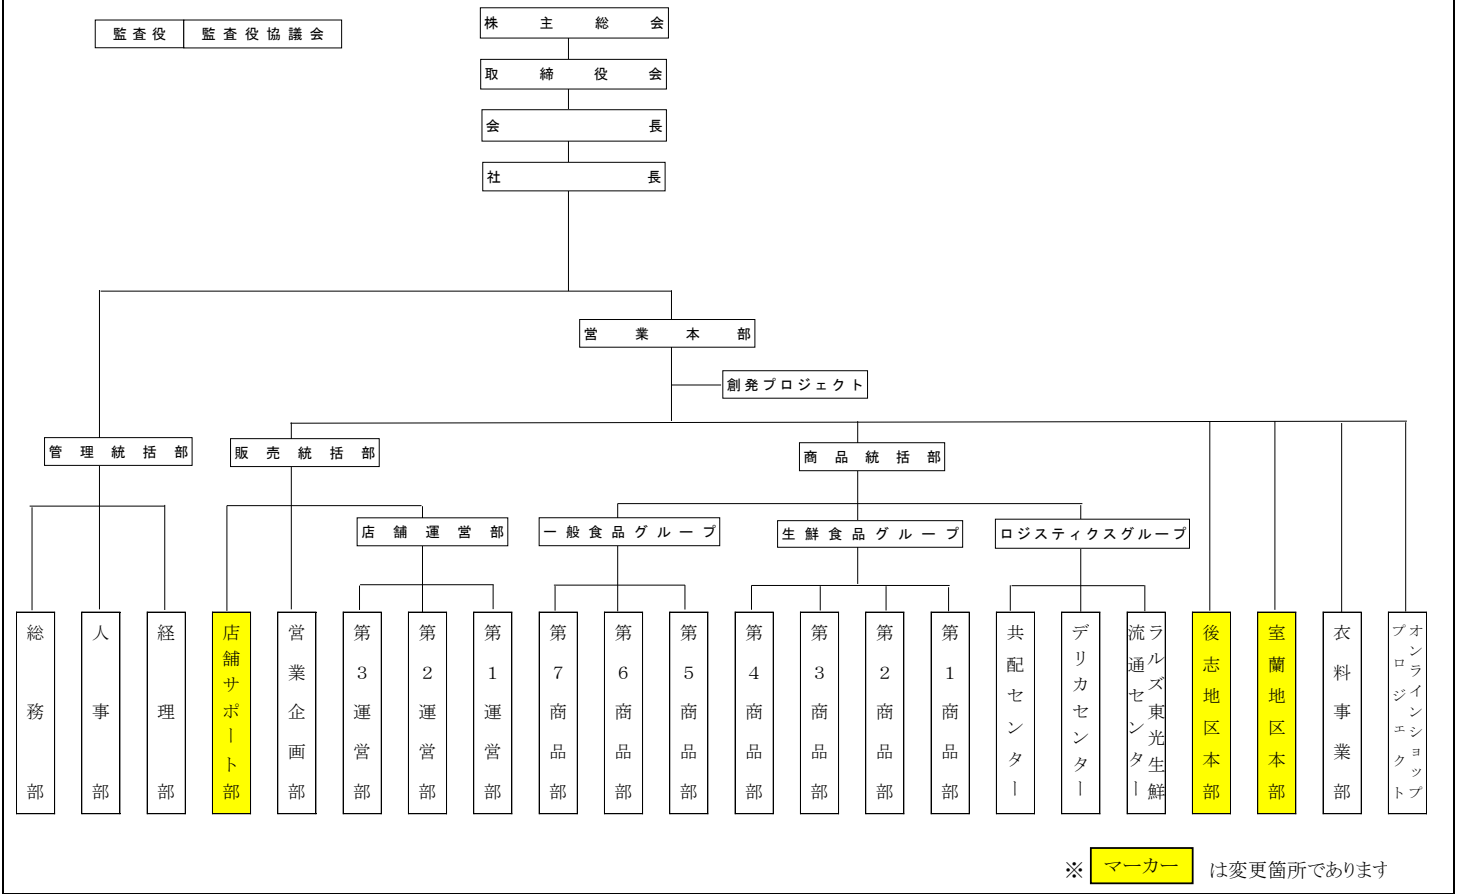 監査役 監査役協議会
株主総会
取締役会
会長
社長
営業本部
創発プロジェクト
管理統括部
販売統括部
商品統括部
店舗運営部
一般食品グループ
生鮮食品グループ
ロジスティクスグループ
総務部
人事部
経理部
店舗サポート部
営業企画部
第3運営部
第2運営部
第1運営部
第7商品部
第6商品部
第5商品部
第4商品部
第3商品部
第2商品部
第1商品部
共配センター
デリカセンター
ラルズ東光生鮮
流通センター
後志地区本部
室蘭地区本部
衣料事業部
オンラインショップ
プロジェクト
※ マーカー は変更箇所であります